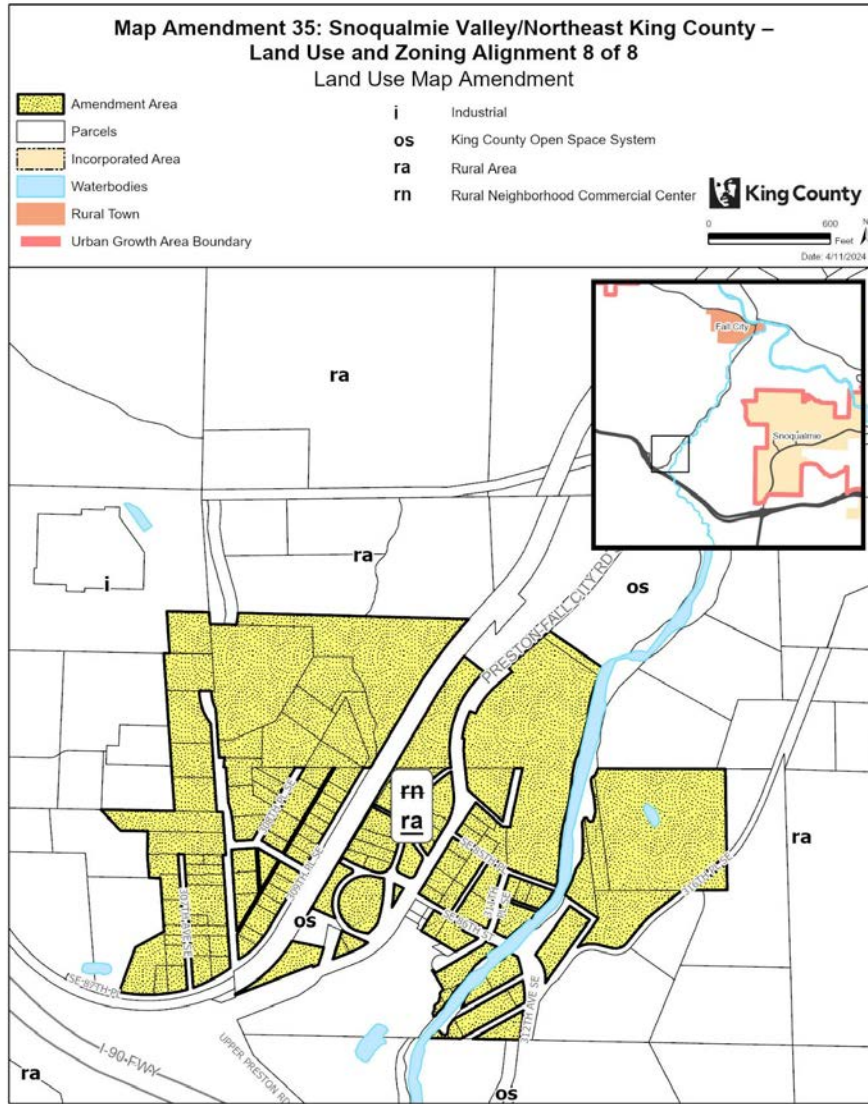 Map Amendment 35: Snoqualmie Valley/Northeast King County –
Land Use and Zoning Alignment 8 of 8
Land Use Map Amendment
Amendment Area
Parcels
Incorporated Area
Waterbodies
Rural Town
Urban Growth Area Boundary
i Industrial
os King County Open Space System
ra Rural Area
rn Rural Neighborhood Commercial Center
King County
0 600
Feet
N
Date: 4/11/2024
Fall City
Snoqualmie
ra
ra
i
os
PRESTON-FALL CITY RD
rn
ra
ra
309TH PL SE
os
SE 87TH PL
I-90 FWY
UPPER PRESTON RD
312TH AVE SE
ra
os